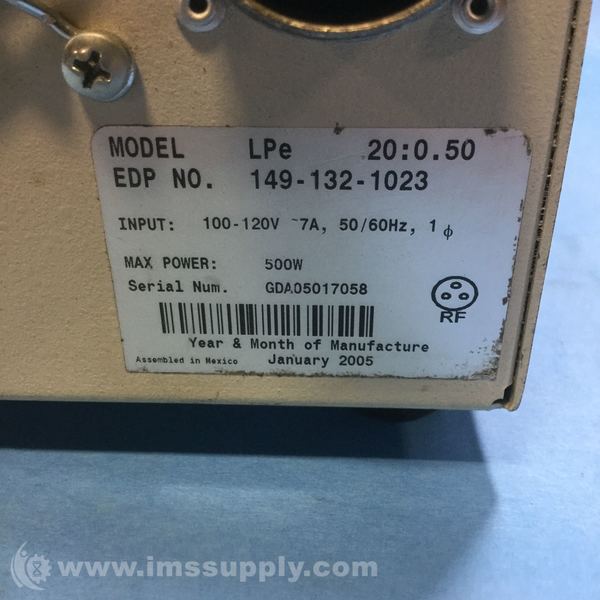 MODEL LPe 20:0.50
EDP NO. 149-132-1023
INPUT: 100-120V ~7A, 50/60Hz, 1 ϕ
MAX POWER: 500W
Serial Num. GDA05017058
RF
Year & Month of Manufacture
Assembled in Mexico January 2005
www.imssupply.com